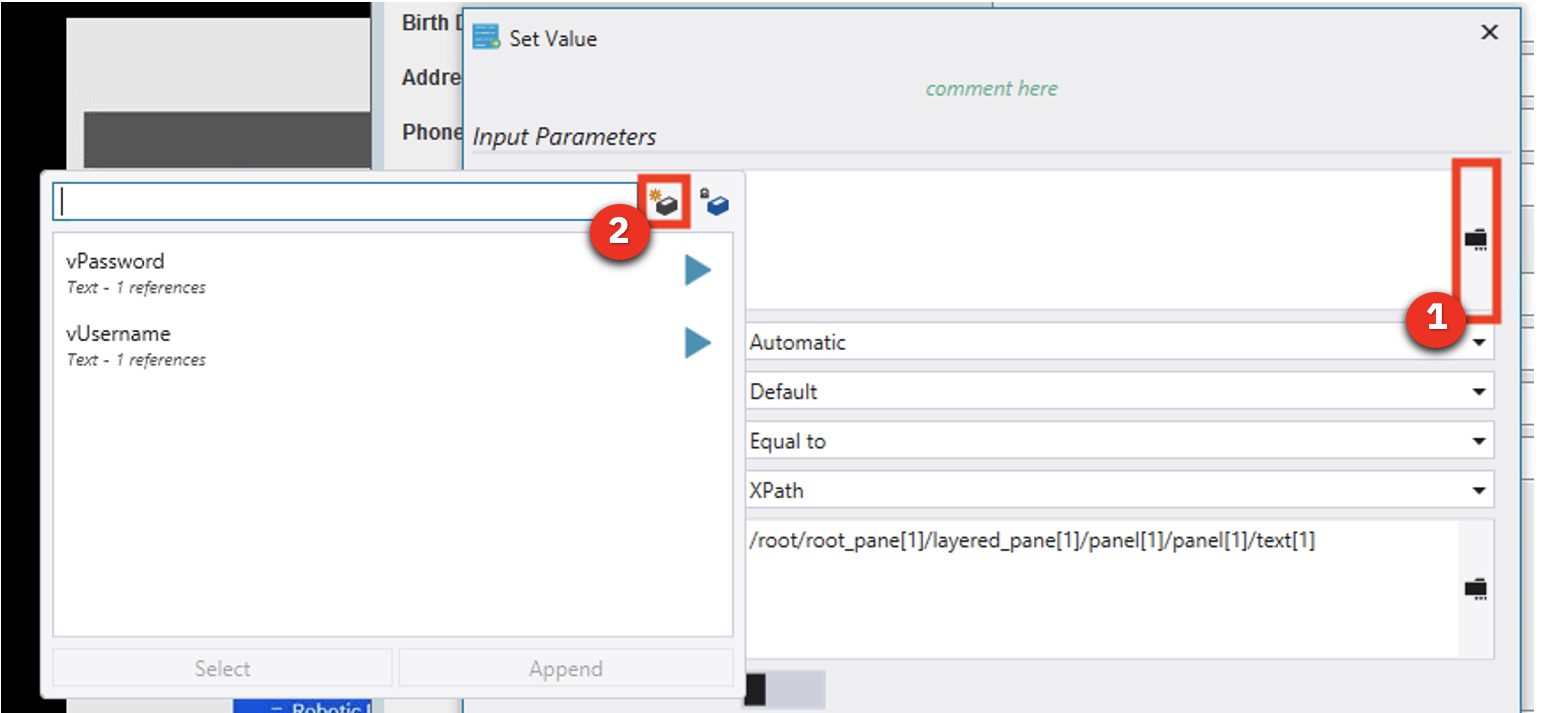 Birth D
Set Value
Addre
comment here
Phone
Input Parameters
2
vPassword
Text - 1 references
vUsername
Text - 1 references
1
Automatic
Default
Equal to
XPath
/root/root_pane[1]/layered_pane[1]/panel[1]/panel[1]/text[1]
Select
Append
Robotic